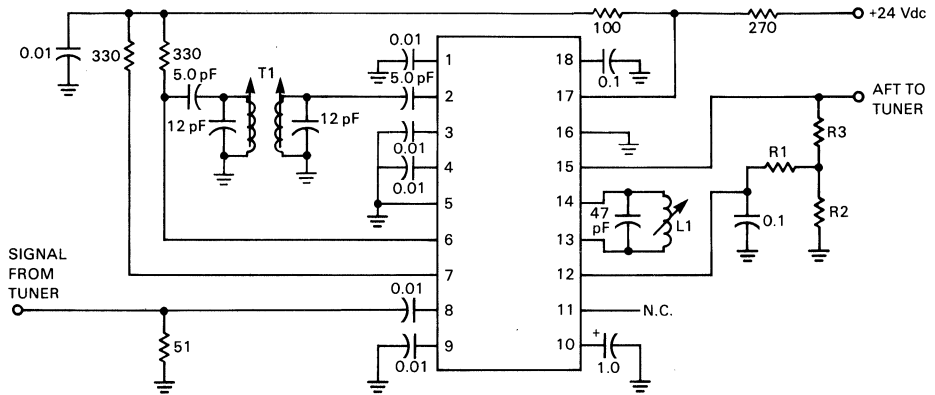 100
270
+24 Vdc
0.01
330
330
0.01
1
18
0.1
5.0 pF
T1
5.0 pF
2
17
AFT TO
TUNER
12 pF
12 pF
3
0.01
16
R3
4
0.01
15
R1
5
14
47
pF
L1
0.1
R2
6
13
SIGNAL
FROM
TUNER
7
12
0.01
8
11
N.C.
51
9
0.01
10
+
1.0